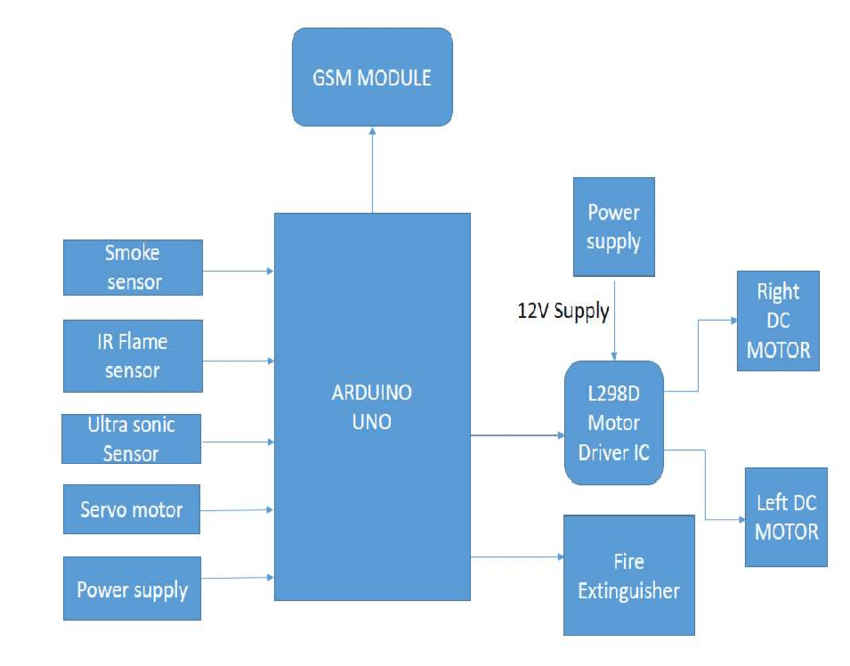 GSM MODULE
Power
supply
Smoke
sensor
12V Supply
Right
DC
MOTOR
IR Flame
sensor
ARDUINO
UNO
L298D
Motor
Driver IC
Ultra sonic
Sensor
Servo motor
Left DC
MOTOR
Power supply
Fire
Extinguisher